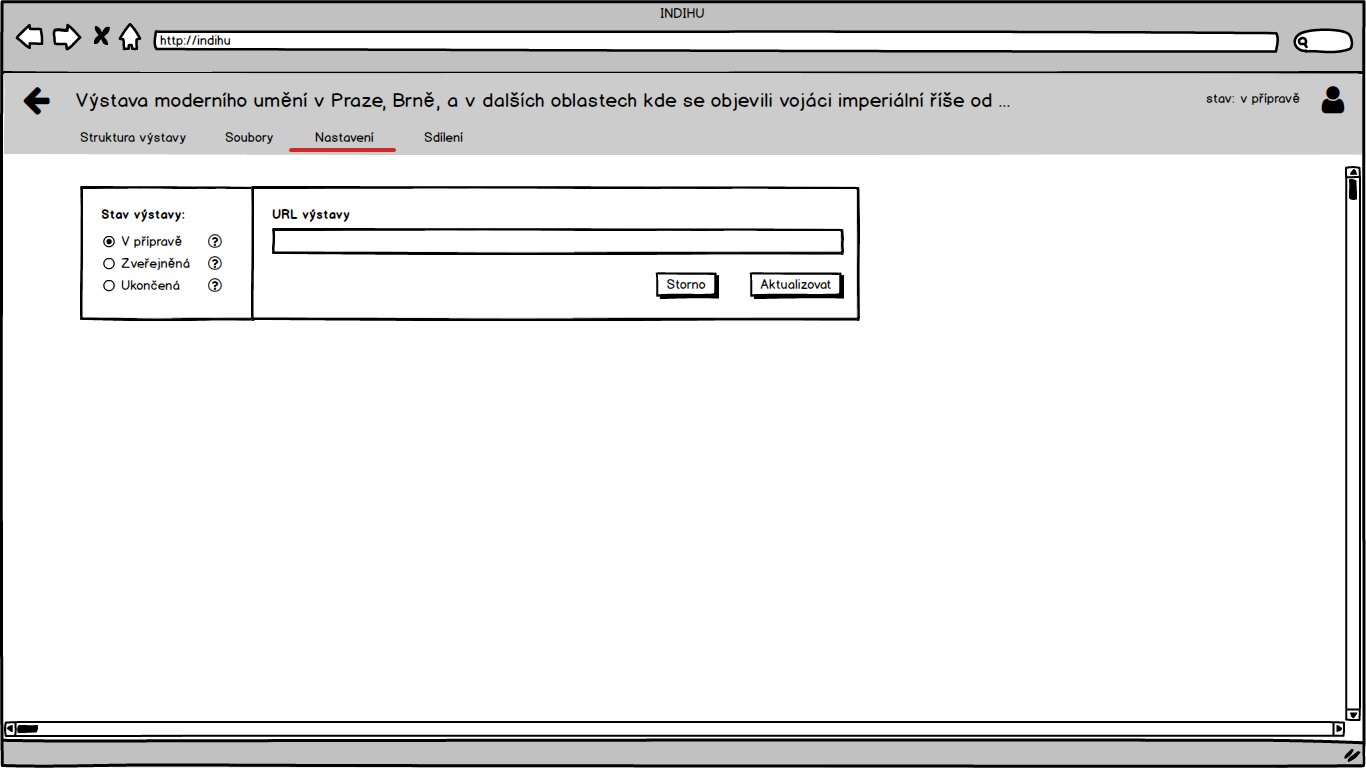 INDIHU
http://indihu
Výstava moderního umění v Praze, Brně, a v dalších oblastech kde se objevili vojáci imperiální říše od ...
stav: v přípravě
Struktura výstavy Soubory Nastavení Sdílení
Stav výstavy:
V přípravě ?
Zveřejněná ?
Ukončená ?
URL výstavy
Storno Aktualizovat